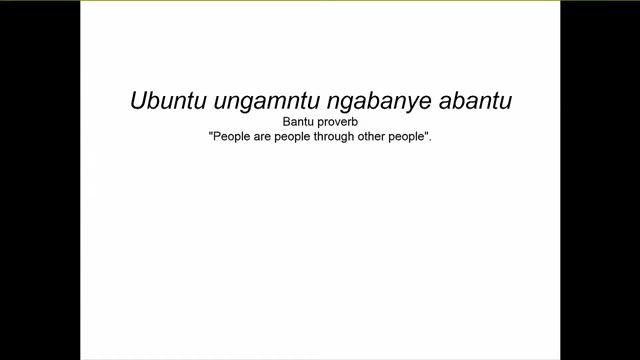 Ubuntu ungamntu ngabanye abantu
Bantu proverb
"People are people through other people".